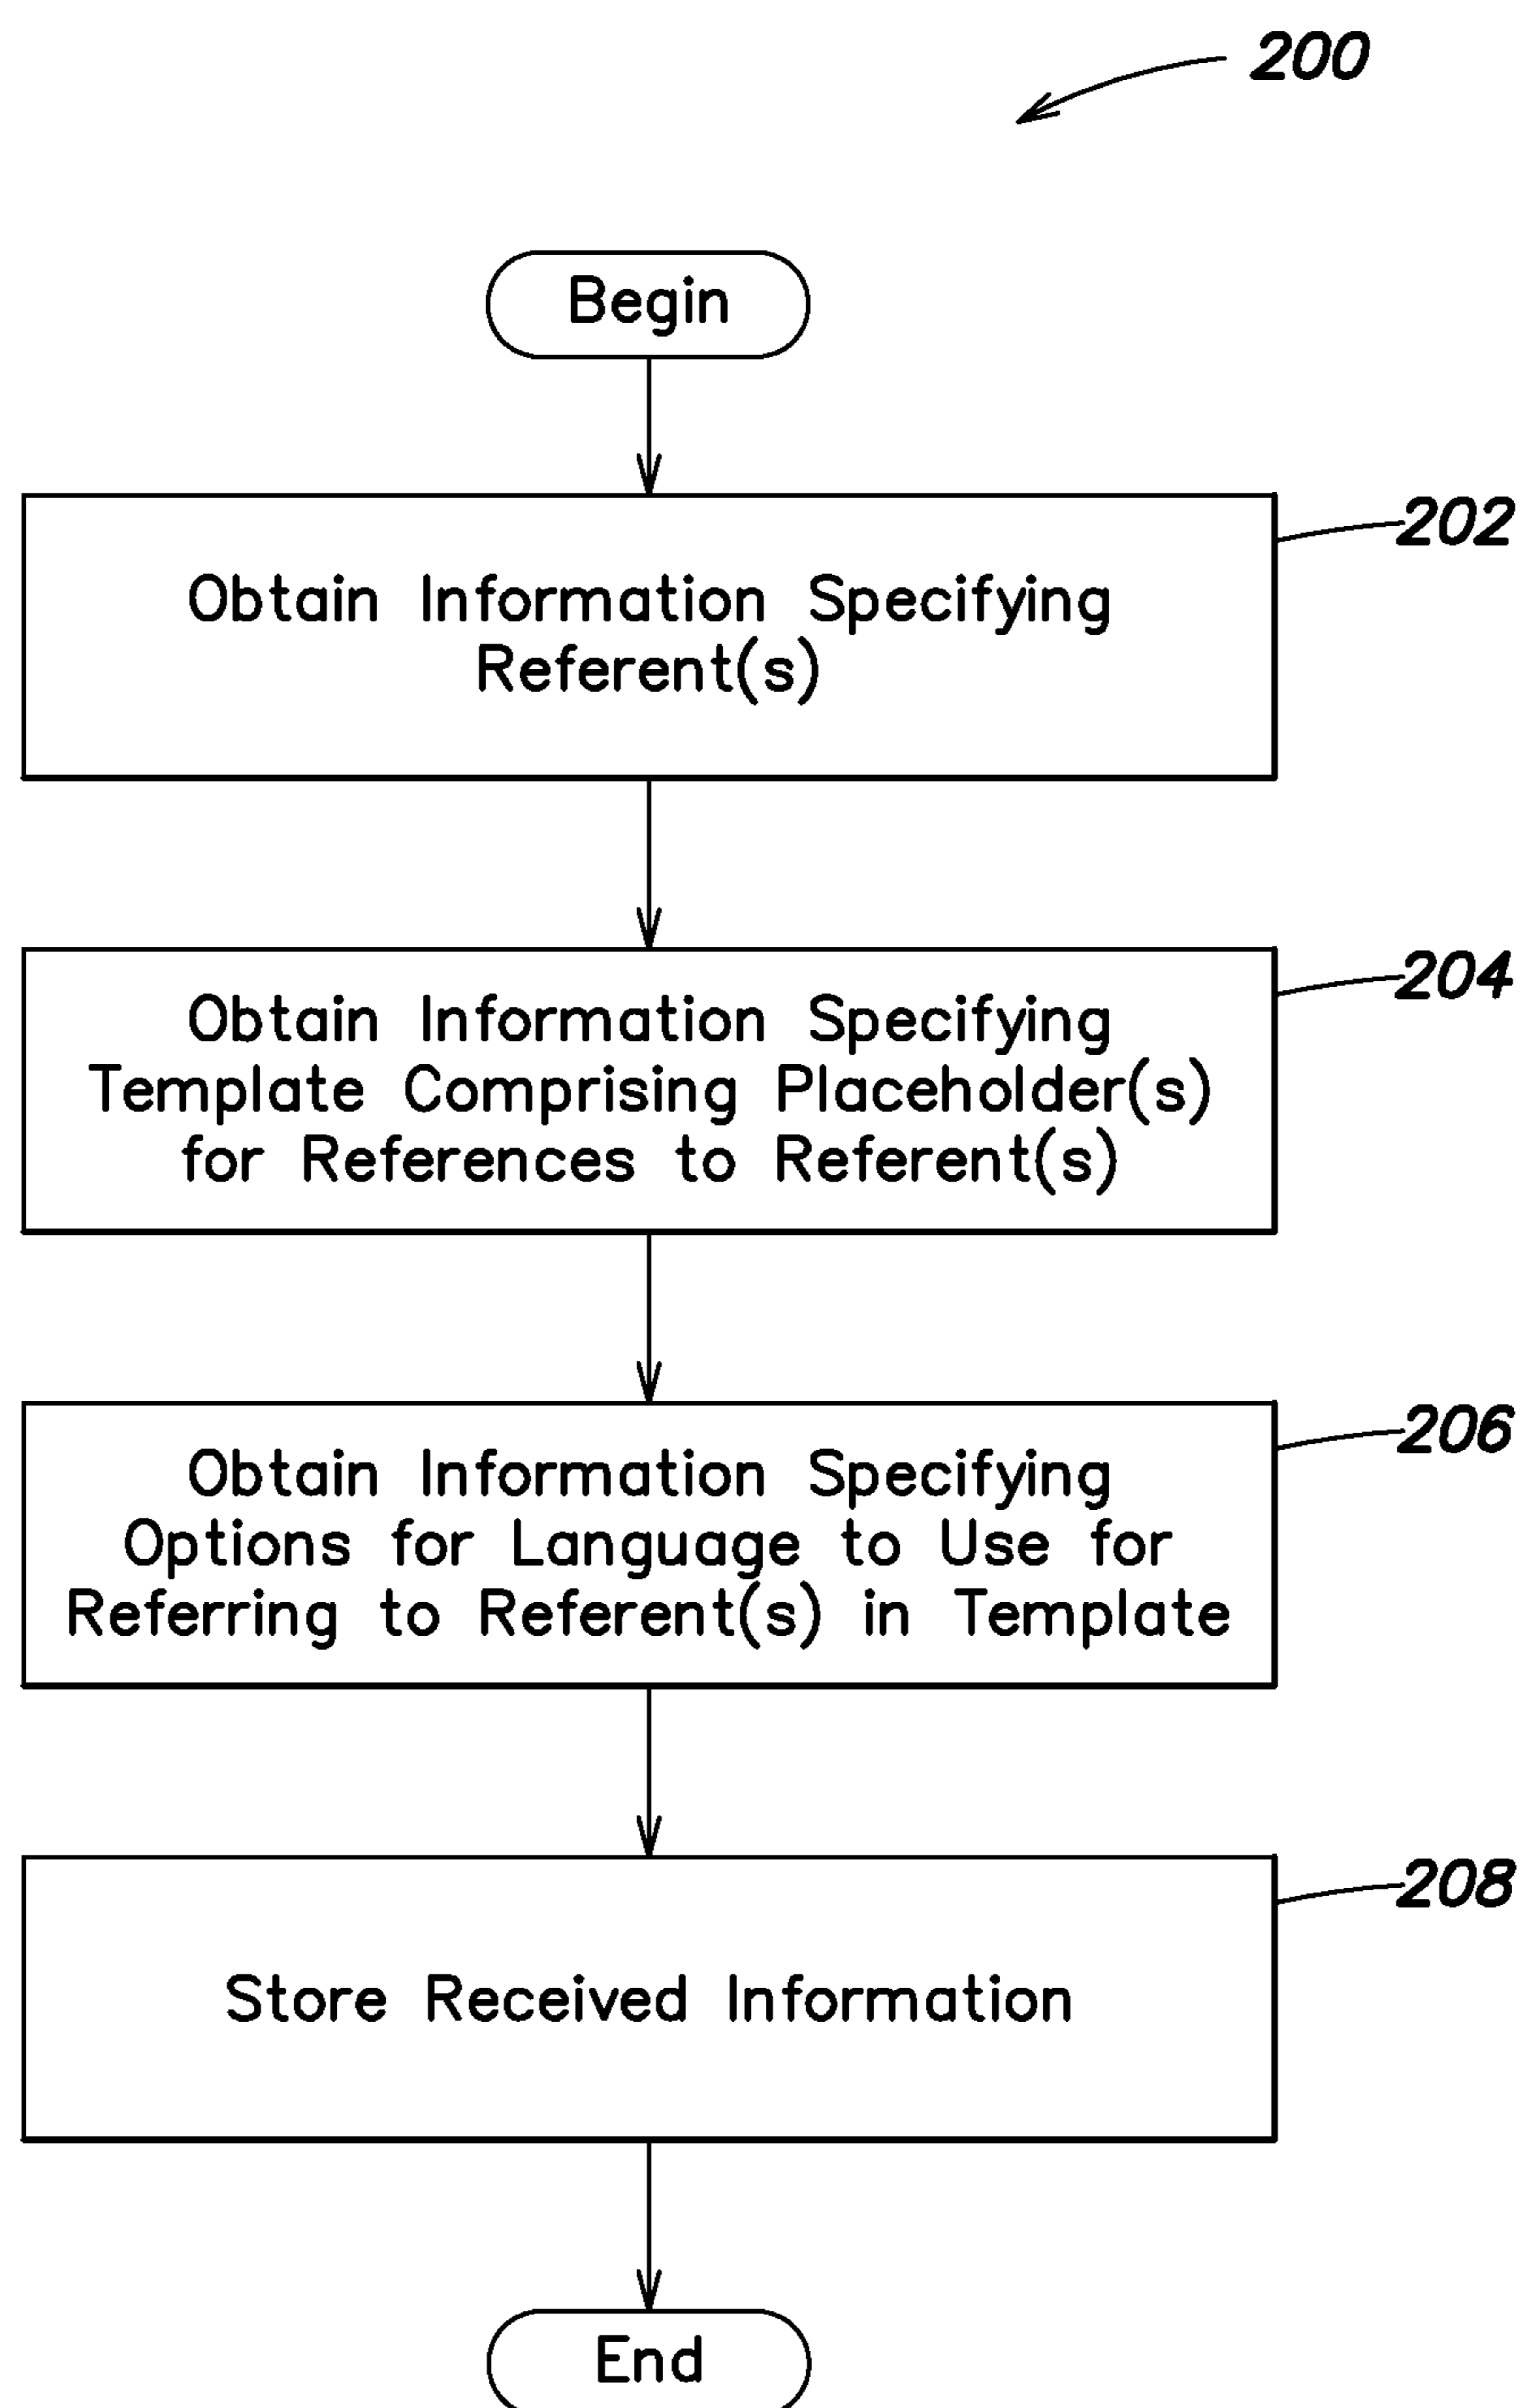 200
Begin
202
Obtain Information Specifying
Referent(s)
204
Obtain Information Specifying
Template Comprising Placeholder(s)
for References to Referent(s)
206
Obtain Information Specifying
Options for Language to Use for
Referring to Referent(s) in Template
208
Store Received Information
End